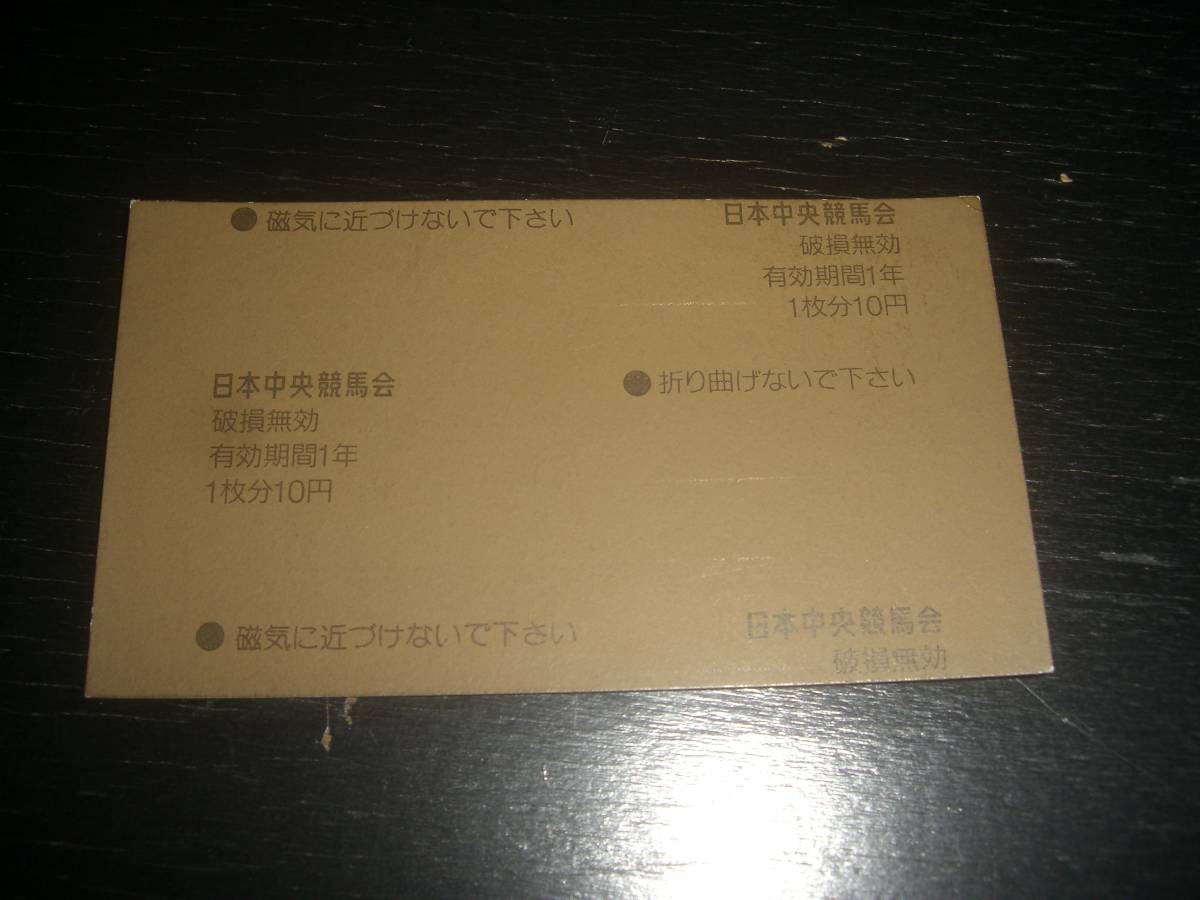 ●磁気に近づけないで下さい
日本中央競馬会
破損無効
有効期間1年
1枚分10円
日本中央競馬会
破損無効
有効期間1年
1枚分10円
●折り曲げないで下さい
●磁気に近づけないで下さい
日本中央競馬会
破損無効